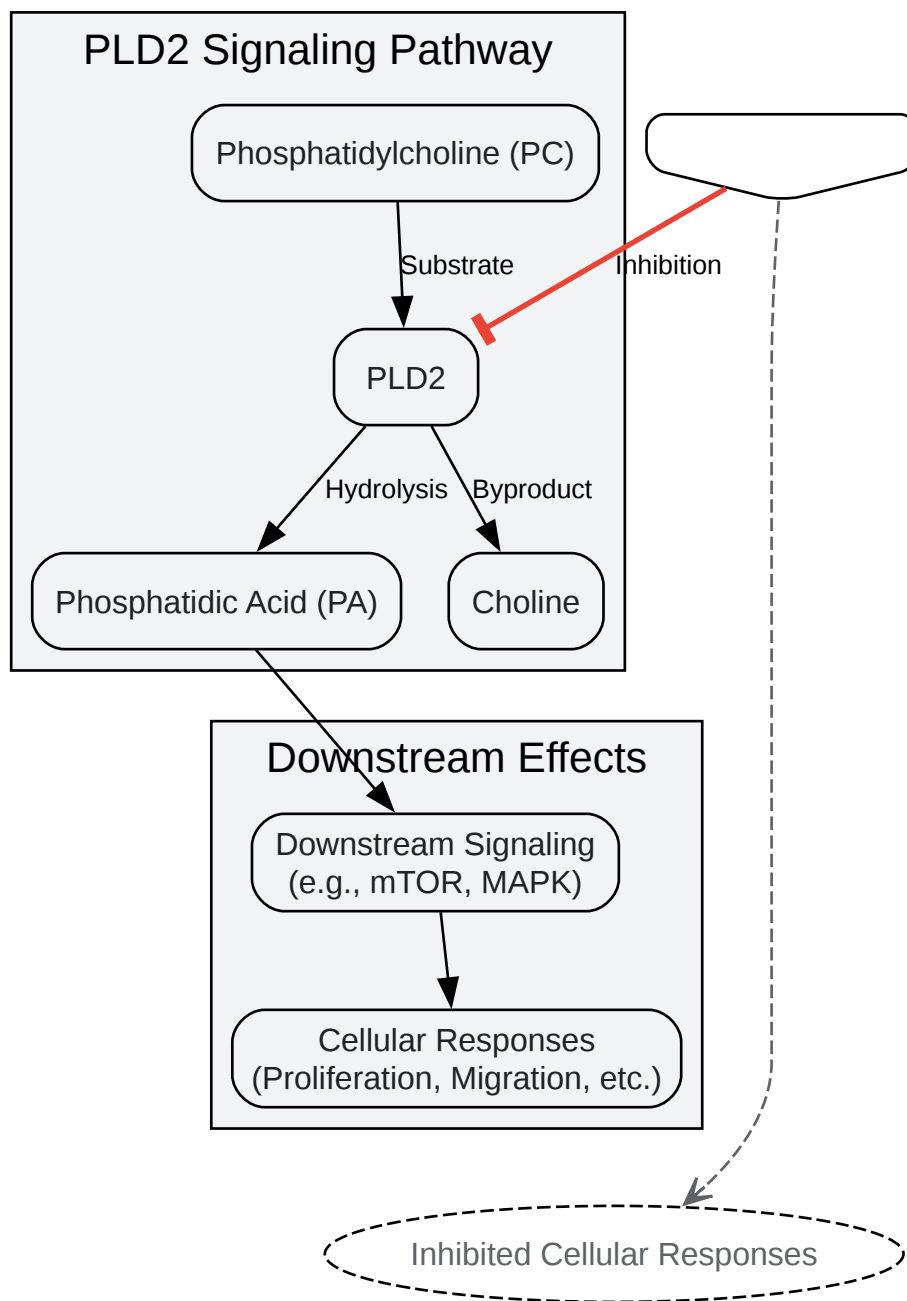 PLD2 Signaling Pathway
Phosphatidylcholine (PC)
Substrate
Inhibition
PLD2
Hydrolysis
Byproduct
Phosphatidic Acid (PA)
Choline
Downstream Effects
Downstream Signaling
(e.g., mTOR, MAPK)
Cellular Responses
(Proliferation, Migration, etc.)
Inhibited Cellular Responses